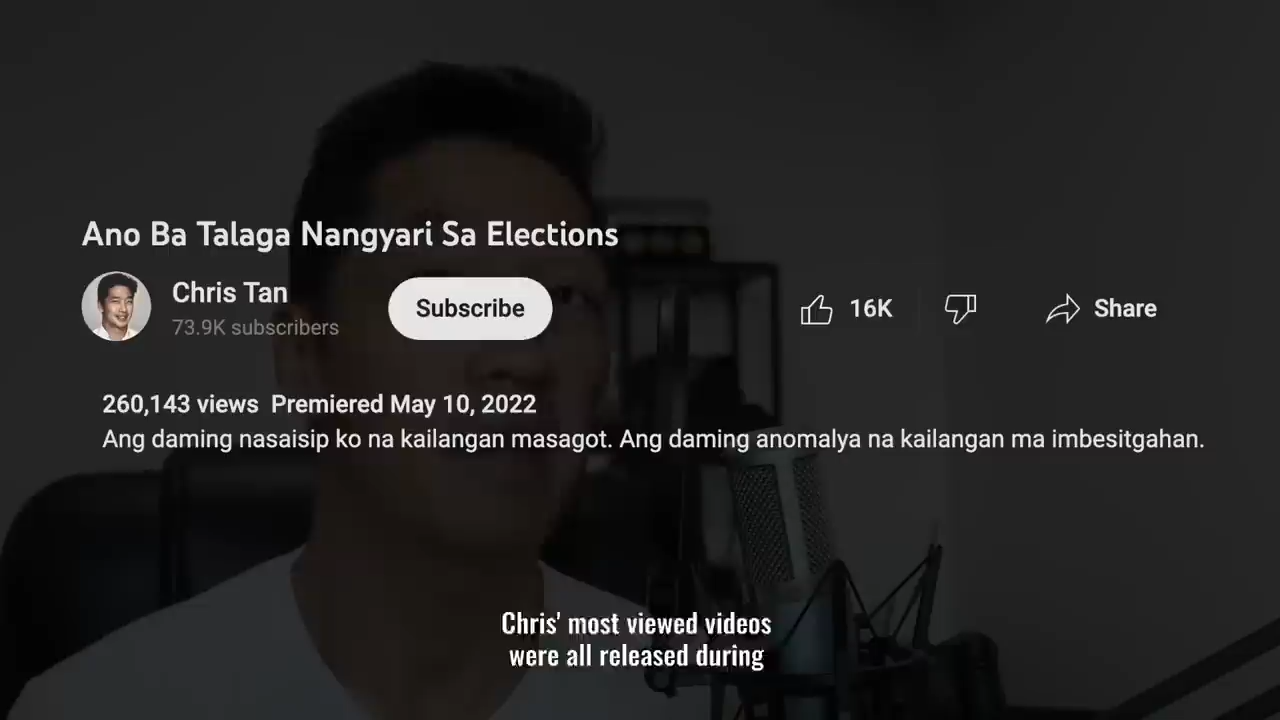 Ano Ba Talaga Nangyari Sa Elections
Chris Tan
73.9K subscribers
Subscribe
16K
Share
260,143 views Premiered May 10, 2022
Ang daming nasaisip ko na kailangan masagot. Ang daming anomalya na kailangan ma imbesitgahan.
Chris' most viewed videos
were all released during